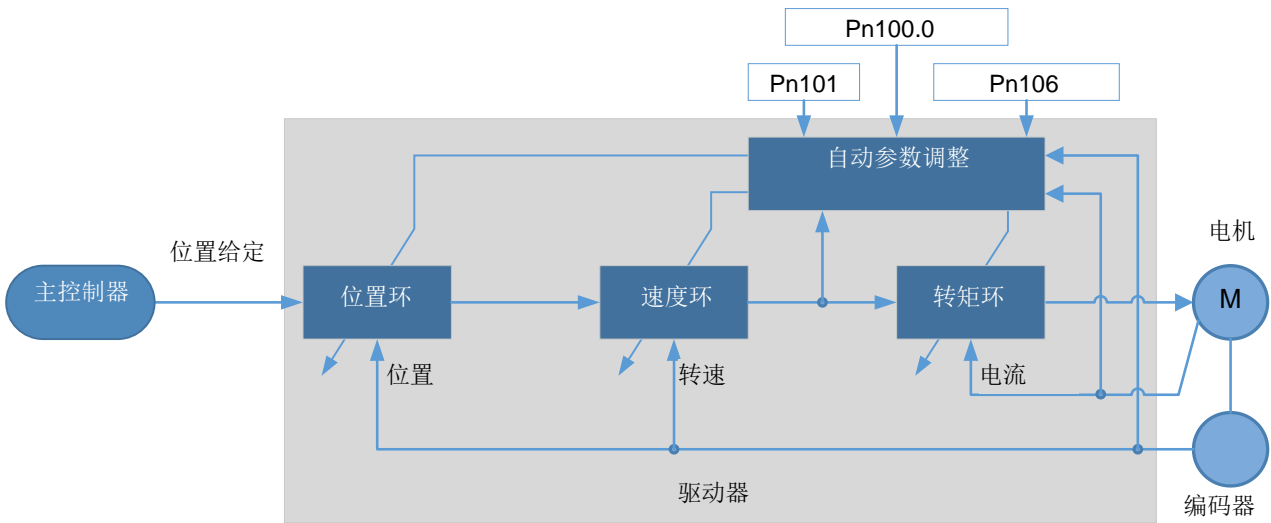 Pn100.0
Pn101
Pn106
自动参数调整
电机
位置给定
主控制器
位置环
速度环
转矩环
M
位置
转速
电流
驱动器
编码器